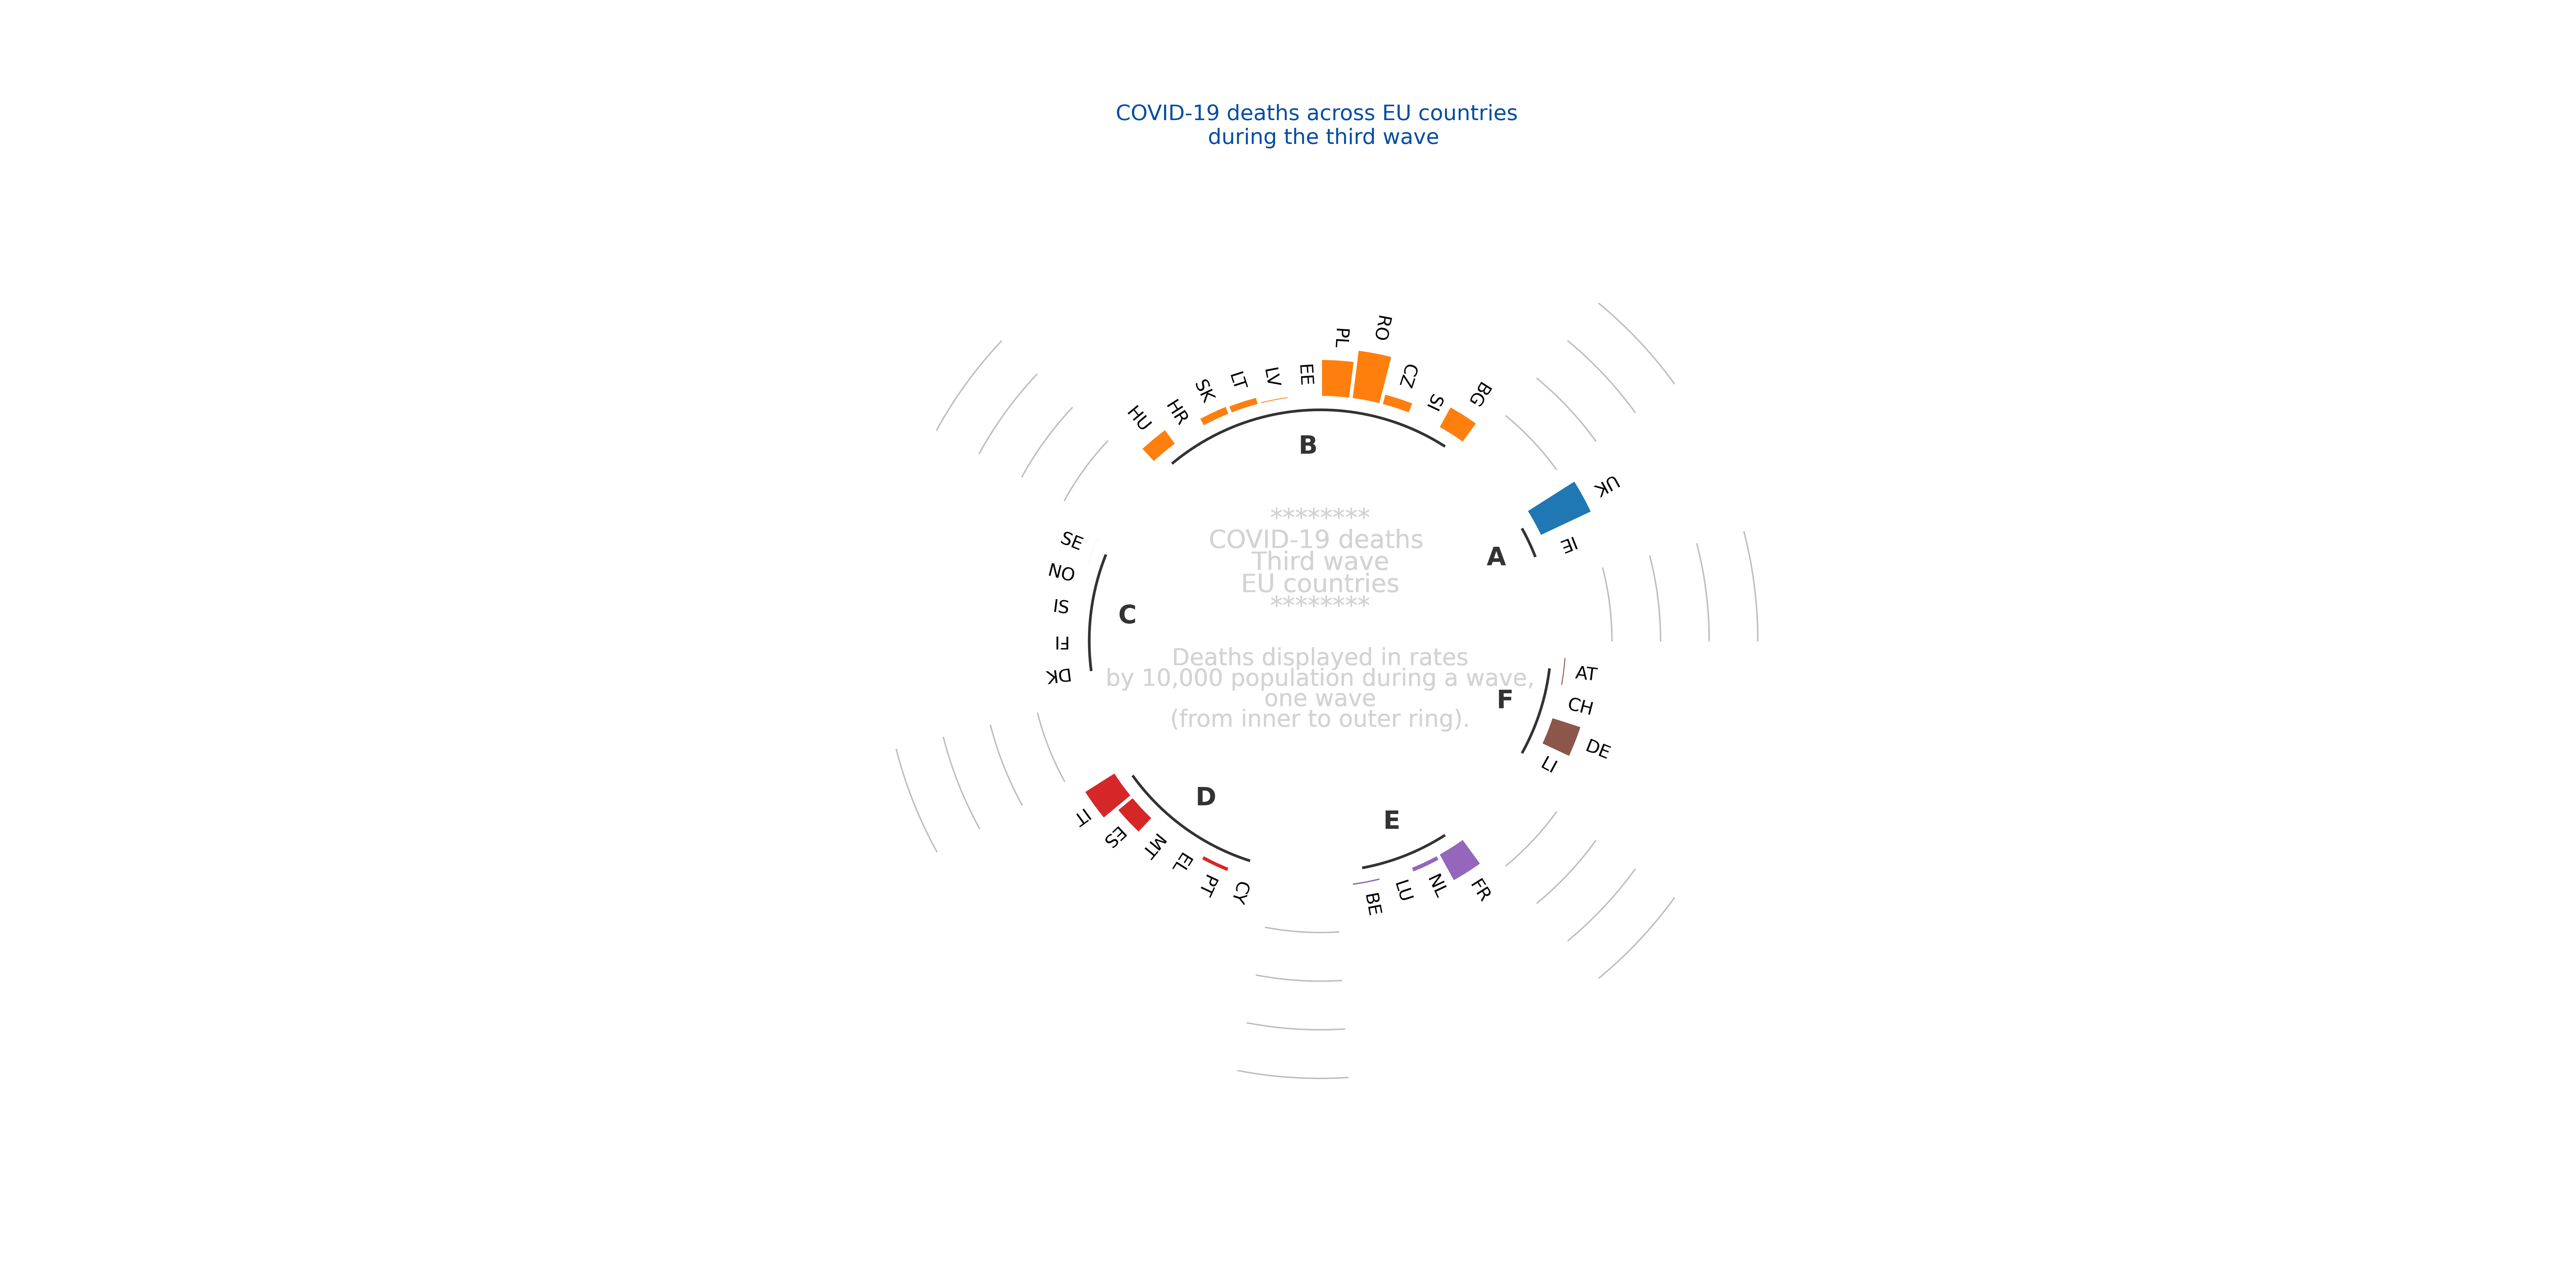 COVID-19 deaths across EU countries
during the third wave
RO
PL
EE
LV
LT
SK
HR
HU
CZ
SI
BG
B
UK
IE
A
********
COVID-19 deaths
Third wave
EU countries
********
SE
NO
IS
FI
DK
C
Deaths displayed in rates
by 10,000 population during a wave,
one wave
(from inner to outer ring).
AT
CH
DE
LI
F
D
IT
ES
MT
EL
PT
CY
E
BE
LU
NL
FR